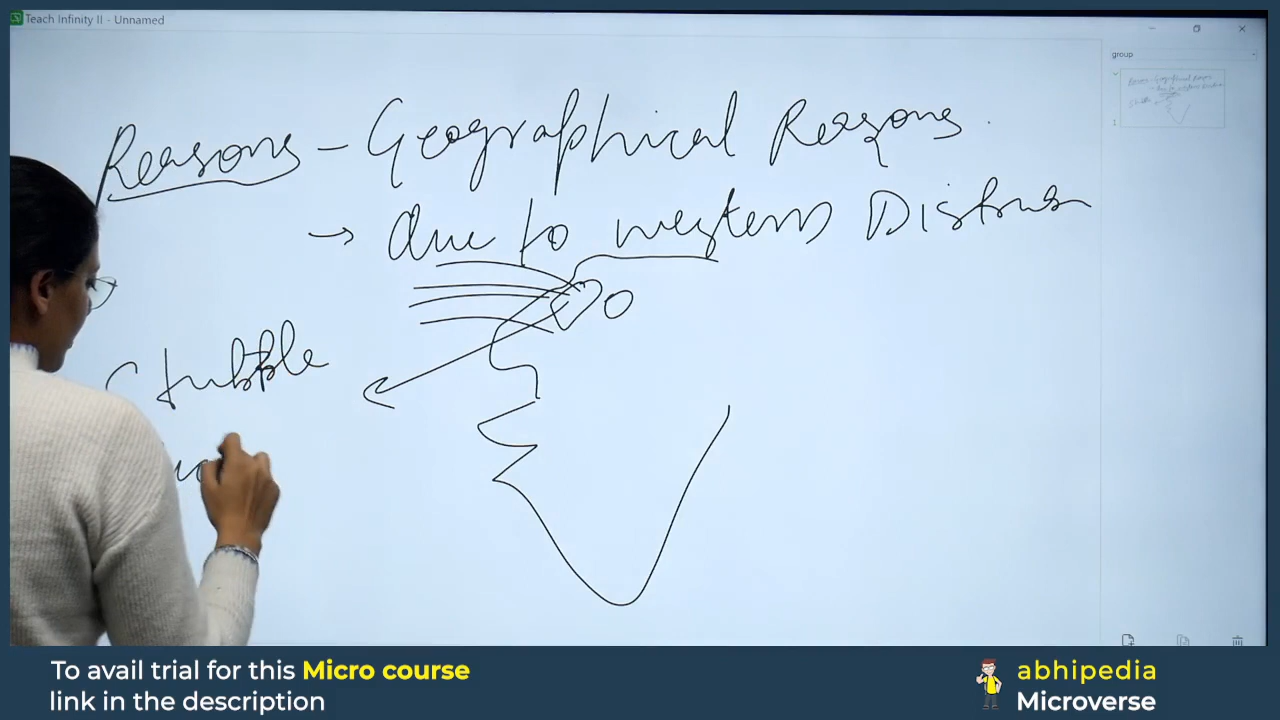 Teach Infinity II - Unnamed
group
Reasons - Geographical Reasons.
→ due to western
Stubble
To avail trial for this Micro course
link in the description
abhipedia
Microverse